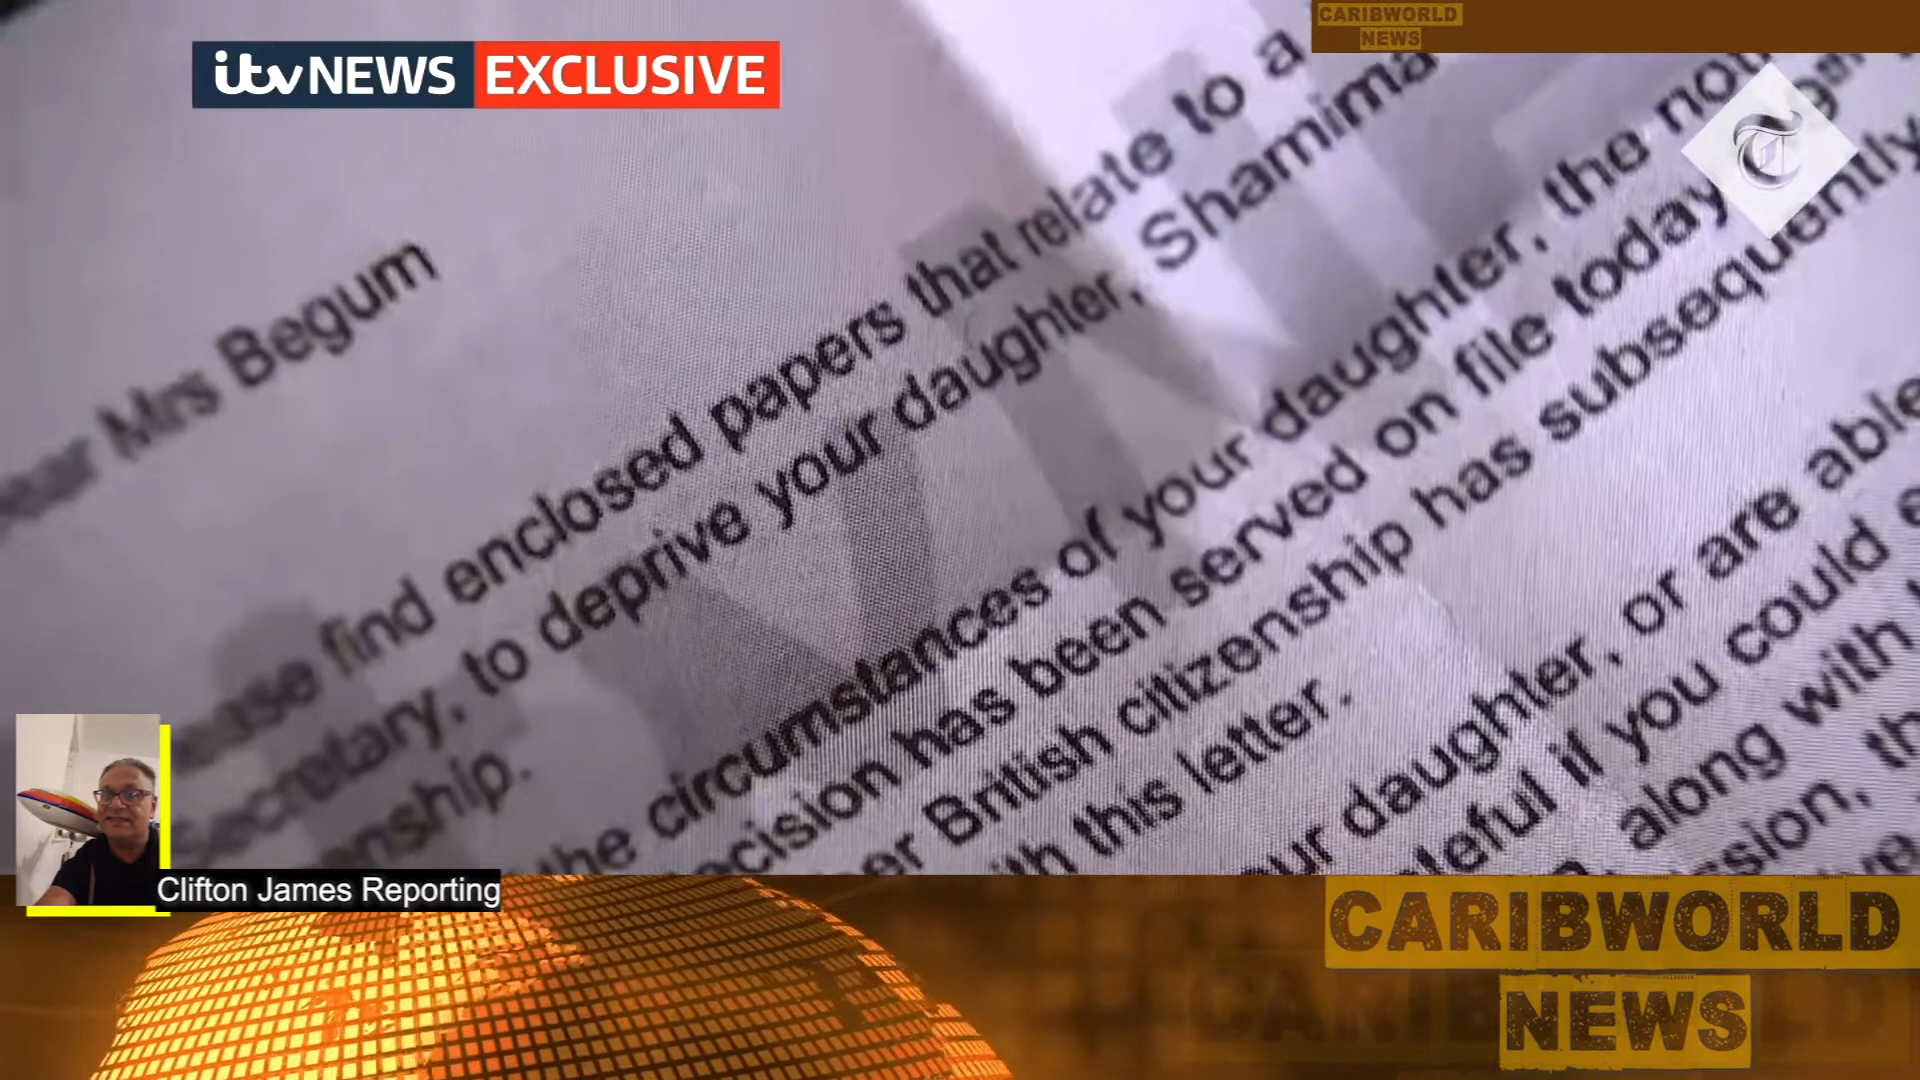 CARIBWORLD
NEWS
itv NEWS EXCLUSIVE
Mrs Begum
find enclosed papers that relate to a
Secretary, to deprive your daughter, Shamima
circumstances of your daughter, the
has been served on file today
British citizenship has subsequently
this letter.
daughter, or are able
if you could
along with
Clifton James Reporting
CARIBWORLD
NEWS